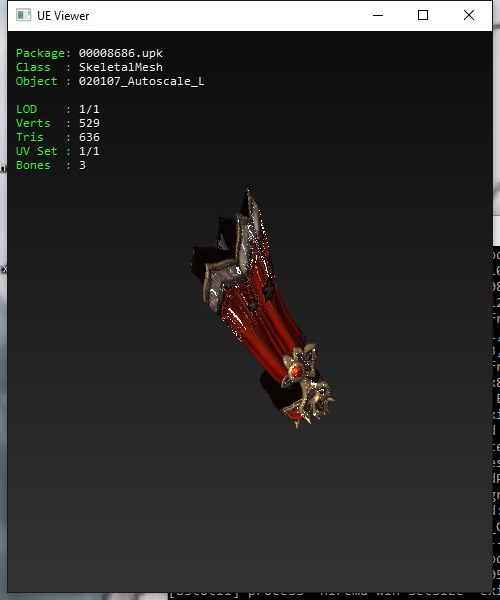 UE Viewer
Package: 00008686.upk
Class : SkeletalMesh
Object : 020107_Autoscale_L
LOD : 1/1
Verts : 529
Tris : 636
UV Set : 1/1
Bones : 3